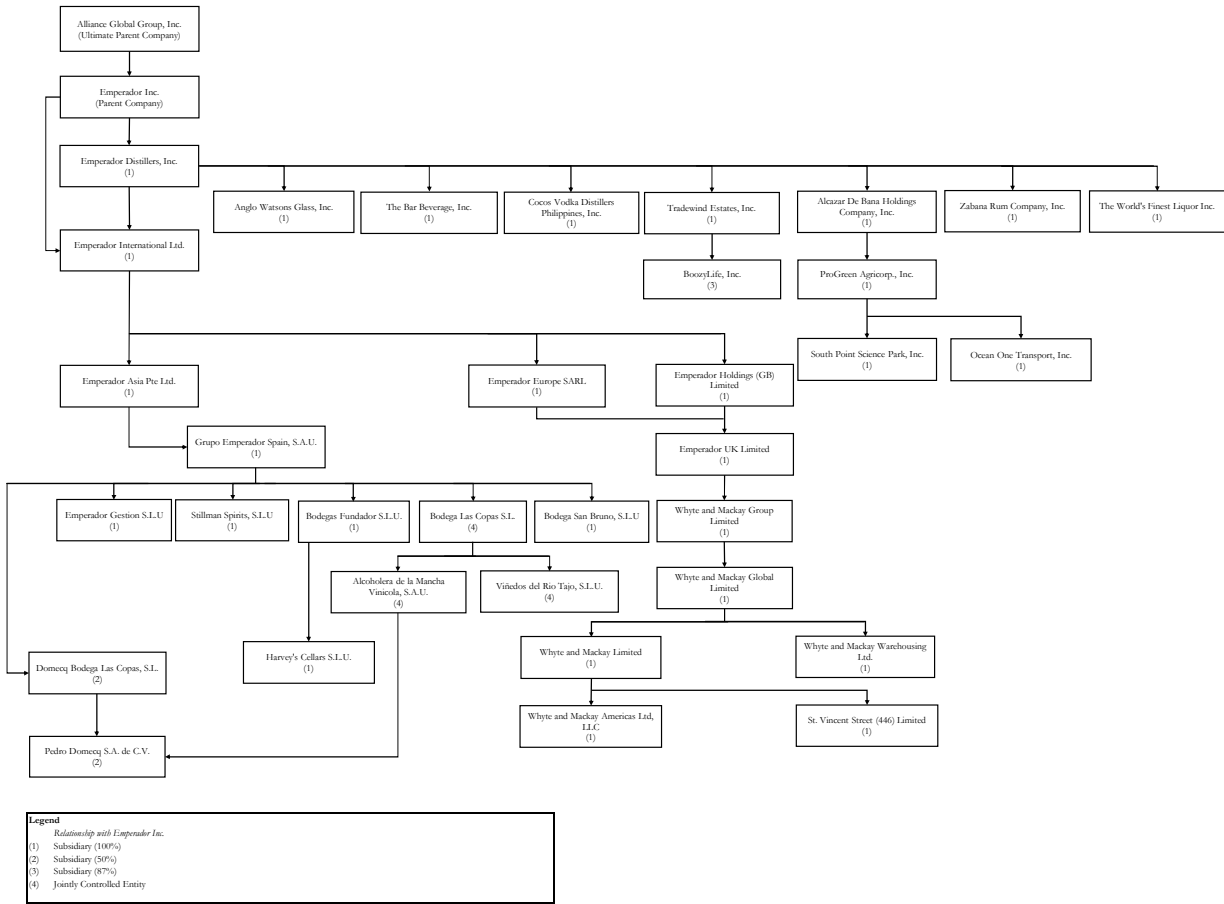 Alliance Global Group, Inc.
(Ultimate Parent Company)
Emperador Inc.
(Parent Company)
Emperador Distillers, Inc.
(1)
Anglo Watsons Glass, Inc.
(1)
The Bar Beverage, Inc.
(1)
Cocos Vodka Distillers
Philippines, Inc.
(1)
Tradewind Estates, Inc.
(1)
Alcazar De Bana Holdings
Company, Inc.
(1)
Zabana Rum Company, Inc.
(1)
The World's Finest Liquor Inc.
(1)
Emperador International Ltd.
(1)
BoozyLife, Inc.
(3)
ProGreen Agricorp., Inc.
(1)
South Point Science Park, Inc.
(1)
Ocean One Transport, Inc.
(1)
Emperador Asia Pte Ltd.
(1)
Emperador Europe SARL
(1)
Emperador Holdings (GB)
Limited
(1)
Grupo Emperador Spain, S.A.U.
(1)
Emperador UK Limited
(1)
Emperador Gestion S.L.U
(1)
Stillman Spirits, S.L.U
(1)
Bodegas Fundador S.L.U.
(1)
Bodega Las Copas S.L.
(4)
Bodega San Bruno, S.L.U
(1)
Whyte and Mackay Group
Limited
(1)
Alcoholera de la Mancha
Vinicola, S.A.U.
(4)
Viñedos del Rio Tajo, S.L.U.
(4)
Whyte and Mackay Global
Limited
(1)
Harvey's Cellars S.L.U.
(1)
Whyte and Mackay Limited
(1)
Whyte and Mackay Warehousing
Ltd.
(1)
Domecq Bodega Las Copas, S.L.
(2)
Whyte and Mackay Americas Ltd,
LLC
(1)
St. Vincent Street (446) Limited
(1)
Pedro Domecq S.A. de C.V.
(2)
Legend
Relationship with Emperador Inc.
(1) Subsidiary (100%)
(2) Subsidiary (50%)
(3) Subsidiary (87%)
(4) Jointly Controlled Entity